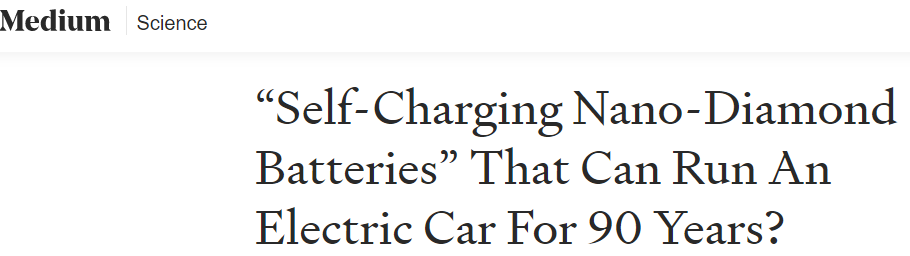 Medium Science
“Self-Charging Nano-Diamond
Batteries” That Can Run An
Electric Car For 90 Years?